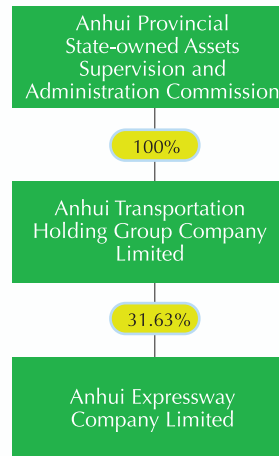 Anhui Provincial
State-owned Assets
Supervision and
Administration Commission
100%
Anhui Transportation
Holding Group Company
Limited
31.63%
Anhui Expressway
Company Limited